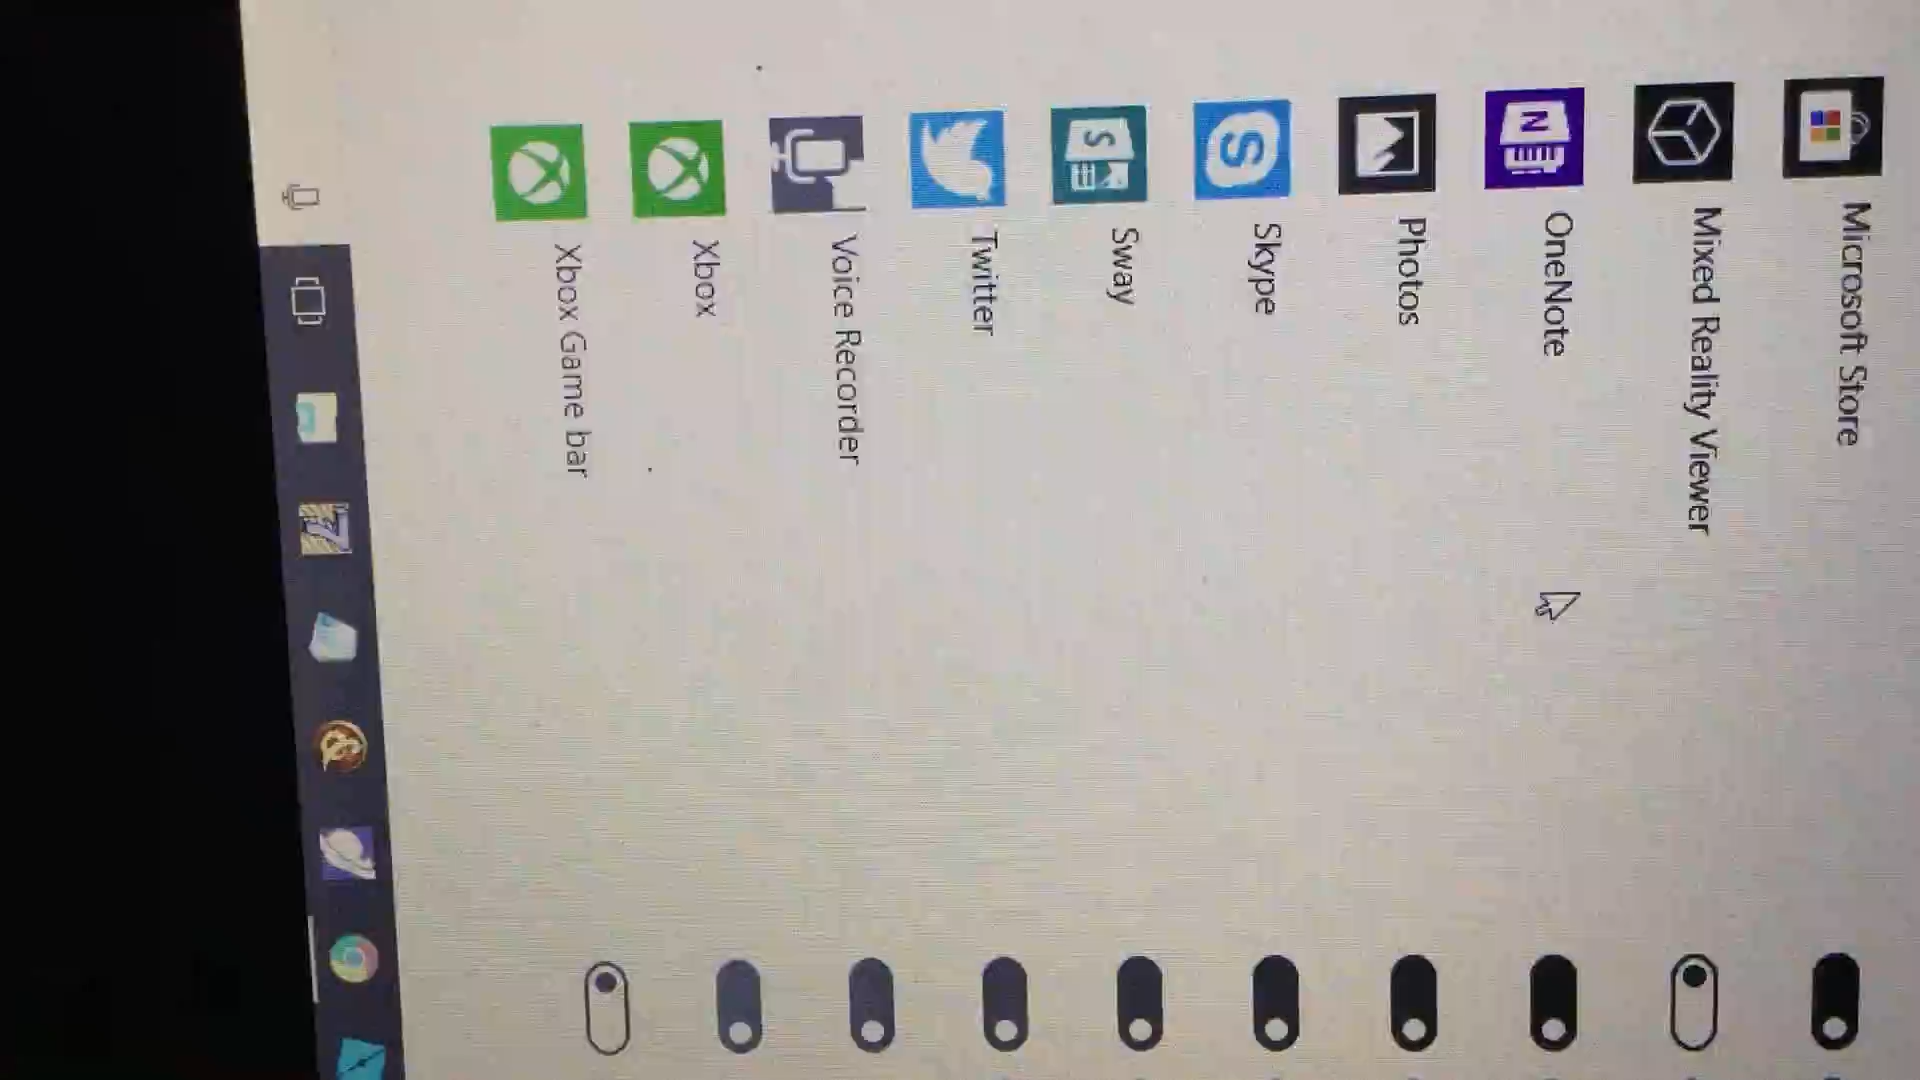 Microsoft Store
Mixed Reality Viewer
OneNote
Photos
Skype
Sway
Twitter
Voice Recorder
Xbox
Xbox Game bar